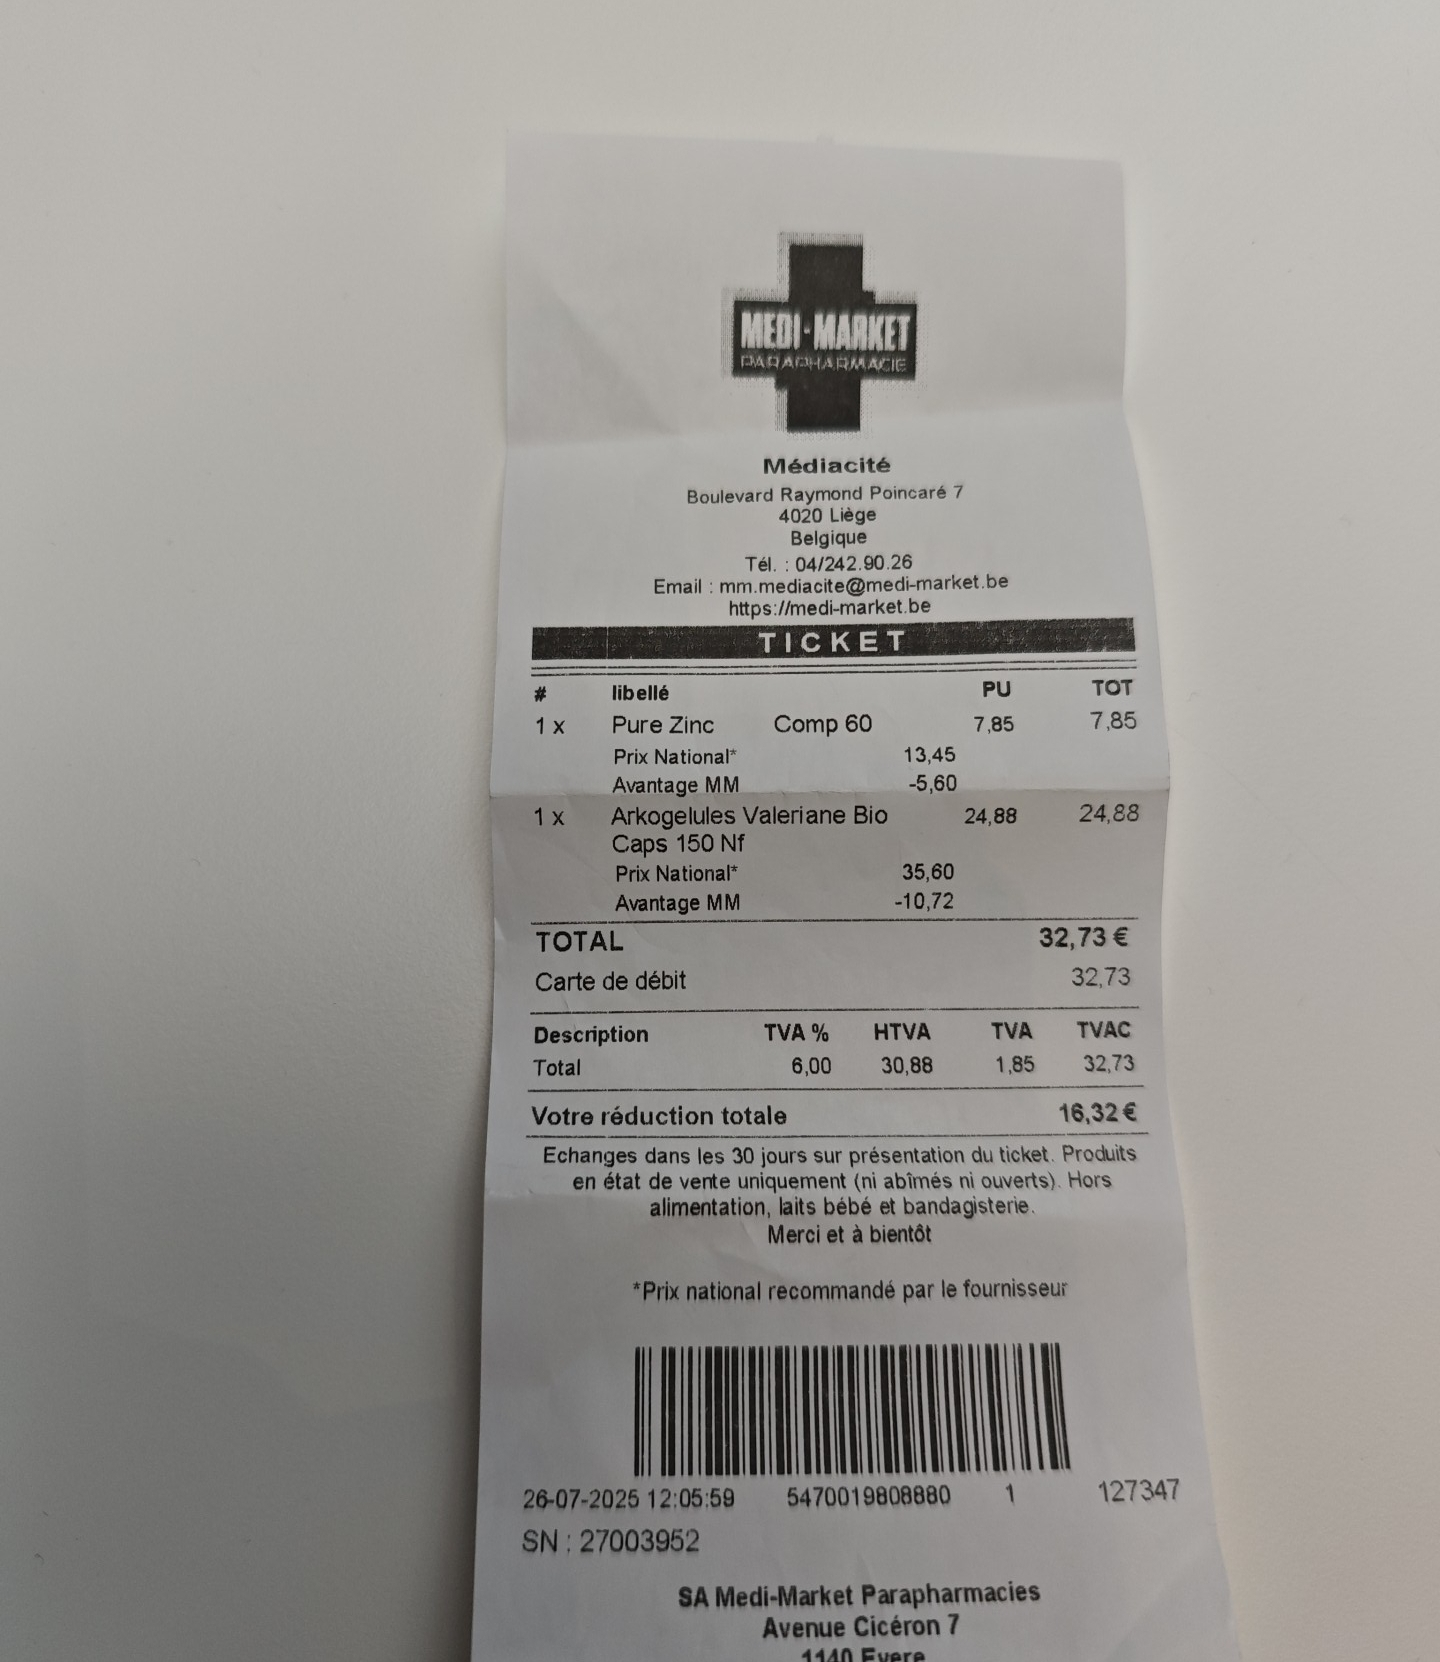 MEDI-MARKET
PARAPHARMACIE
Médiacité
Boulevard Raymond Poincaré 7
4020 Liège
Belgique
Tél. : 04/242.90.26
Email : mm.mediacite@medi-market.be
https://medi-market.be
TICKET
# libellé PU TOT
1 x Pure Zinc Comp 60 7,85 7,85
Prix National* 13,45
Avantage MM -5,60
1 x Arkogelules Valeriane Bio 24,88 24,88
Caps 150 Nf
Prix National* 35,60
Avantage MM -10,72
TOTAL 32,73 €
Carte de débit 32,73
Description TVA % HTVA TVA TVAC
Total 6,00 30,88 1,85 32,73
Votre réduction totale 16,32 €
Echanges dans les 30 jours sur présentation du ticket. Produits
en état de vente uniquement (ni abîmés ni ouverts). Hors
alimentation, laits bébé et bandagisterie.
Merci et à bientôt
*Prix national recommandé par le fournisseur
26-07-2025 12:05:59 5470019808880 1 127347
SN : 27003952
SA Medi-Market Parapharmacies
Avenue Cicéron 7
1140 Evere